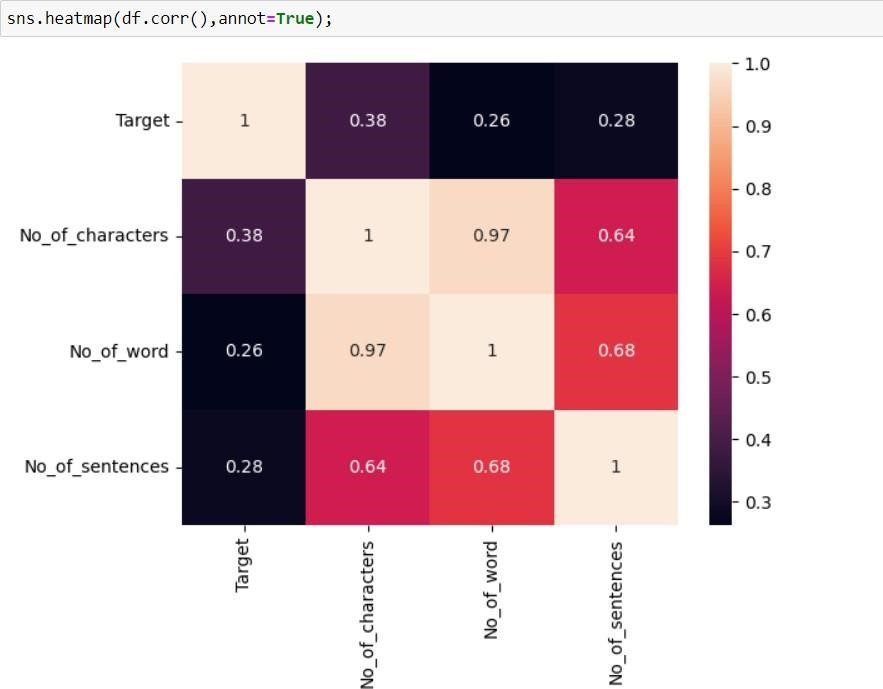 sns.heatmap(df.corr(),annot=True);
1.0
Target 1 0.38 0.26 0.28
0.9
0.8
No_of_characters 0.38 1 0.97 0.64
0.7
0.6
No_of_word 0.26 0.97 1 0.68
0.5
0.4
No_of_sentences 0.28 0.64 0.68 1
0.3
Target No_of_characters No_of_word No_of_sentences